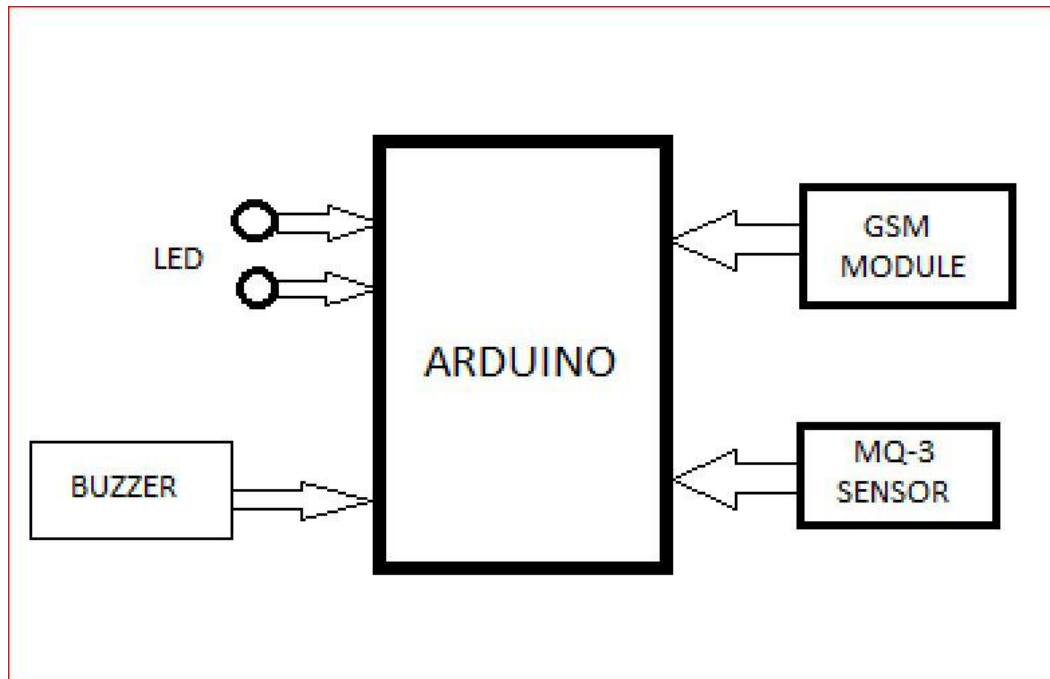 LED
BUZZER
ARDUINO
GSM
MODULE
MQ-3
SENSOR